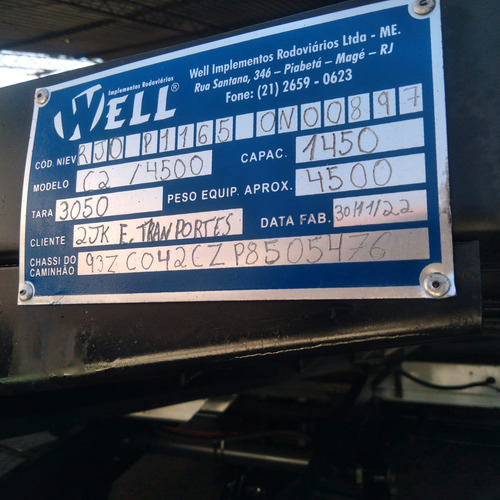 Implementos Rodoviários
WELL®
Well Implementos Rodoviários Ltda - ME.
Rua Santana, 346 - Piabetá - Magé - RJ
Fone: (21) 2659 - 0623
CÓD. NIEV RJ0 P1165 0N00897
MODELO C2 / 4500 CAPAC. 1450
TARA 3050 PESO EQUIP. APROX. 4500
CLIENTE 2JK E. TRANPORTES DATA FAB. 30/11/22
CHASSI DO CAMINHÃO 93ZC042CZP8505476